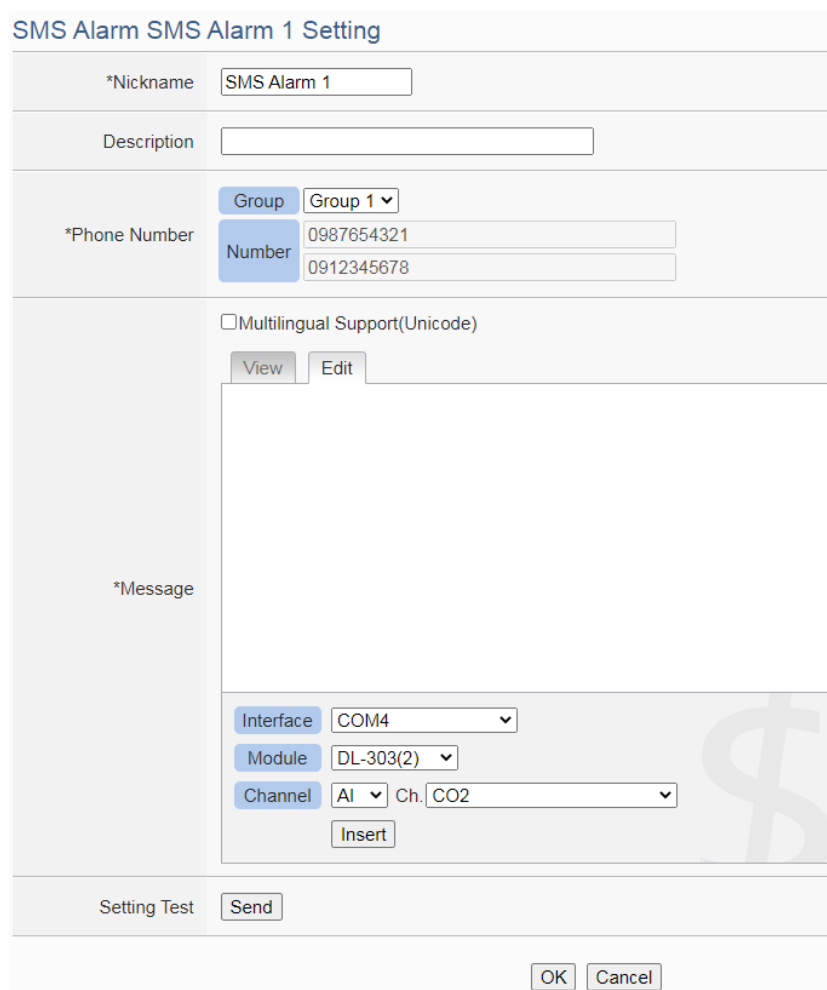 SMS Alarm SMS Alarm 1 Setting
*Nickname SMS Alarm 1
Description
*Phone Number Group Group 1
Number 0987654321
0912345678
Multilingual Support(Unicode)
View Edit
*Message
Interface COM4
Module DL-303(2)
Channel AI Ch. CO2
Insert
$
Setting Test Send
OK Cancel